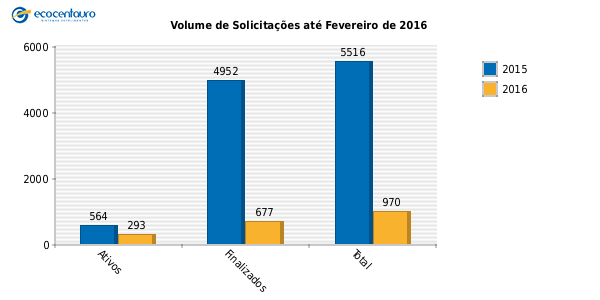 ecocentauro
Volume de Solicitações até Fevereiro de 2016
6000
4000
2000
0
564
293
4952
677
5516
970
Ativos
Finalizados
Total
2015
2016